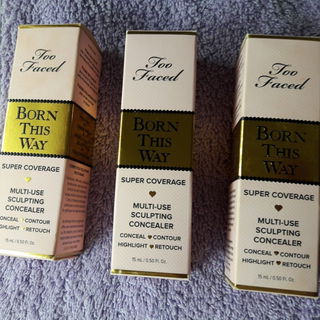 Too
Faced
BORN
THIS
WAY
SUPER COVERAGE
MULTI-USE
SCULPTING
CONCEALER
CONCEAL CONTOUR
HIGHLIGHT RETOUCH
15 mL / 0.50 Fl. Oz.
Too
Faced
BORN
THIS
WAY
SUPER COVERAGE
MULTI-USE
SCULPTING
CONCEALER
CONCEAL CONTOUR
HIGHLIGHT RETOUCH
15 mL / 0.50 Fl. Oz.
Too
Faced
BORN
THIS
WAY
SUPER COVERAGE
MULTI-USE
SCULPTING
CONCEALER
CONCEAL CONTOUR
HIGHLIGHT RETOUCH
15 mL / 0.50 Fl. Oz.